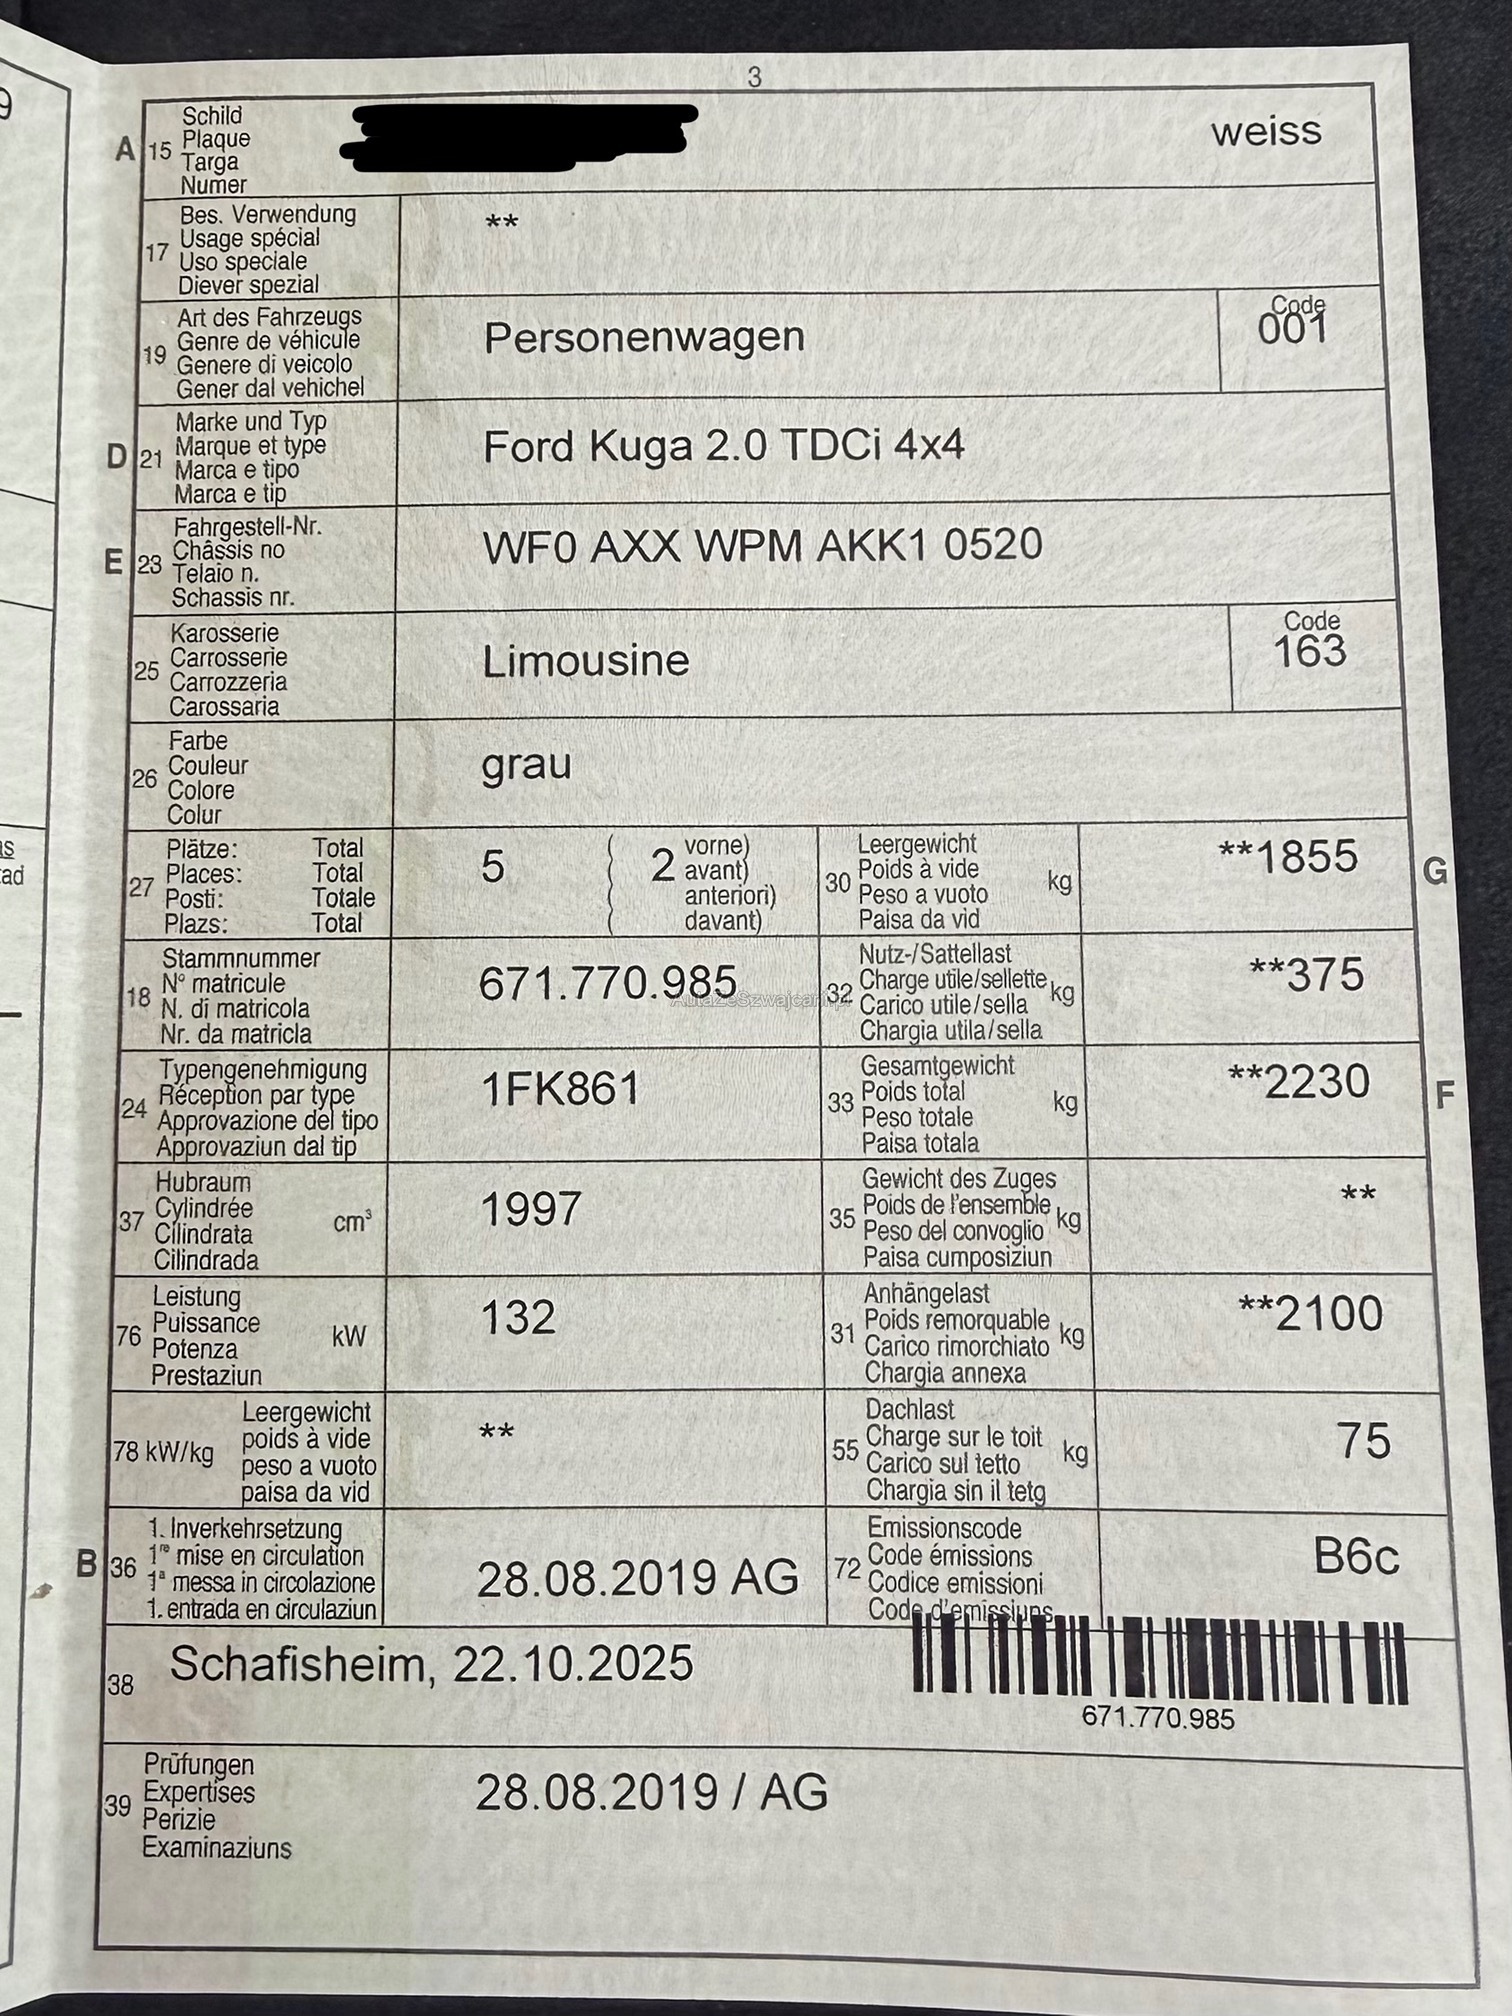 3
A 15 Schild
Plaque
Targa
Numer
weiss
17 Bes. Verwendung
Usage spécial
Uso speciale
Diever spezial
**
19 Art des Fahrzeugs
Genre de véhicule
Genere di veicolo
Gener dal vehichel
Personenwagen
Code
001
D 21 Marke und Typ
Marque et type
Marca e tipo
Marca e tip
Ford Kuga 2.0 TDCi 4x4
E 23 Fahrgestell-Nr.
Châssis no
Telaio n.
Schassis nr.
WF0 AXX WPM AKK1 0520
25 Karosserie
Carrosserie
Carrozzeria
Carossaria
Limousine
Code
163
26 Farbe
Couleur
Colore
Colur
grau
27 Plätze: Total
Places: Total
Posti: Totale
Plazs: Total
5 ( 2 vorne)
( avant)
( anteriori)
( davant)
30 Leergewicht
Poids à vide kg
Peso a vuoto
Paisa da vid
**1855
G
18 Stammnummer
N° matricule
N. di matricola
Nr. da matricla
671.770.985
AutaZeSzwajcarii.pl
32 Nutz-/Sattellast
Charge utile/sellette kg
Carico utile/sella
Chargia utila/sella
**375
24 Typengenehmigung
Réception par type
Approvazione del tipo
Approvaziun dal tip
1FK861
33 Gesamtgewicht
Poids total kg
Peso totale
Paisa totala
**2230
F
37 Hubraum
Cylindrée cm³
Cilindrata
Cilindrada
1997
35 Gewicht des Zuges
Poids de l'ensemble kg
Peso del convoglio
Paisa cumposiziun
**
76 Leistung
Puissance kW
Potenza
Prestaziun
132
31 Anhängelast
Poids remorquable kg
Carico rimorchiato
Chargia annexa
**2100
78 kW/kg Leergewicht
poids à vide
peso a vuoto
paisa da vid
**
55 Dachlast
Charge sur le toit kg
Carico sul tetto
Chargia sin il tetg
75
B 36 1. Inverkehrsetzung
1re mise en circulation
1a messa in circolazione
1. entrada en circulaziun
28.08.2019 AG
72 Emissionscode
Code émissions
Codice emissioni
Code d'emissiuns
B6c
38 Schafisheim, 22.10.2025
671.770.985
39 Prüfungen
Expertises
Perizie
Examinaziuns
28.08.2019 / AG